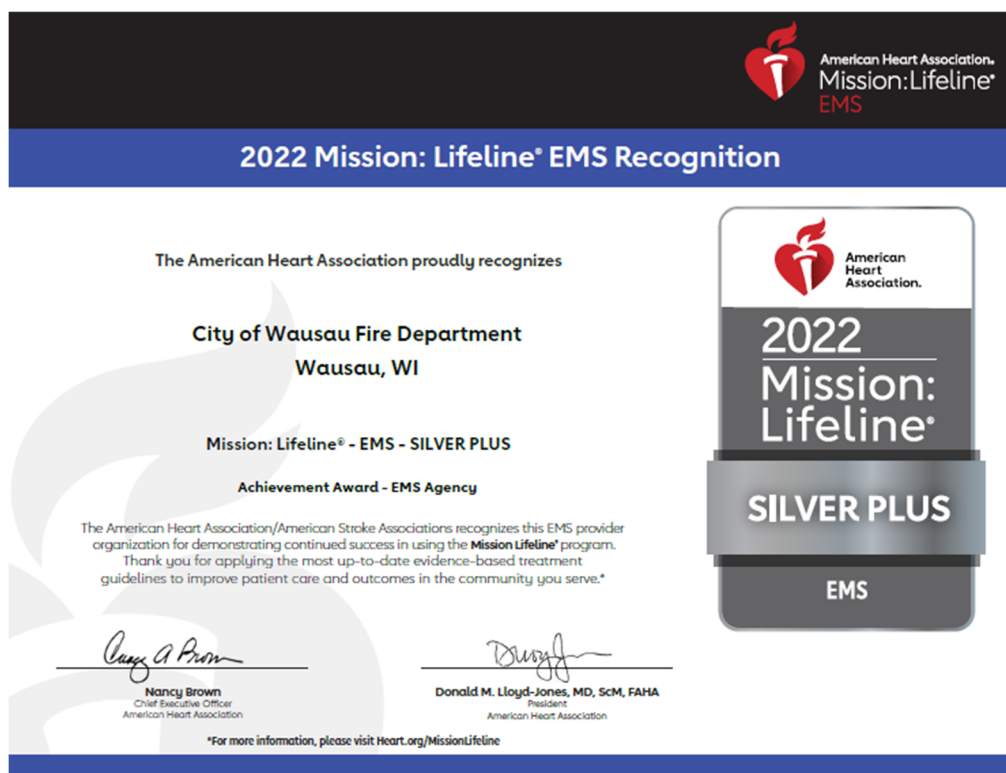 American Heart Association.
Mission:Lifeline®
EMS
2022 Mission: Lifeline® EMS Recognition
The American Heart Association proudly recognizes
City of Wausau Fire Department
Wausau, WI
Mission: Lifeline® - EMS - SILVER PLUS
Achievement Award - EMS Agency
The American Heart Association/American Stroke Associations recognizes this EMS provider
organization for demonstrating continued success in using the Mission Lifeline® program.
Thank you for applying the most up-to-date evidence-based treatment
guidelines to improve patient care and outcomes in the community you serve.*
Nancy Brown
Chief Executive Officer
American Heart Association
Donald M. Lloyd-Jones, MD, ScM, FAHA
President
American Heart Association
*For more information, please visit Heart.org/MissionLifeline
American
Heart
Association.
2022
Mission:
Lifeline®
SILVER PLUS
EMS